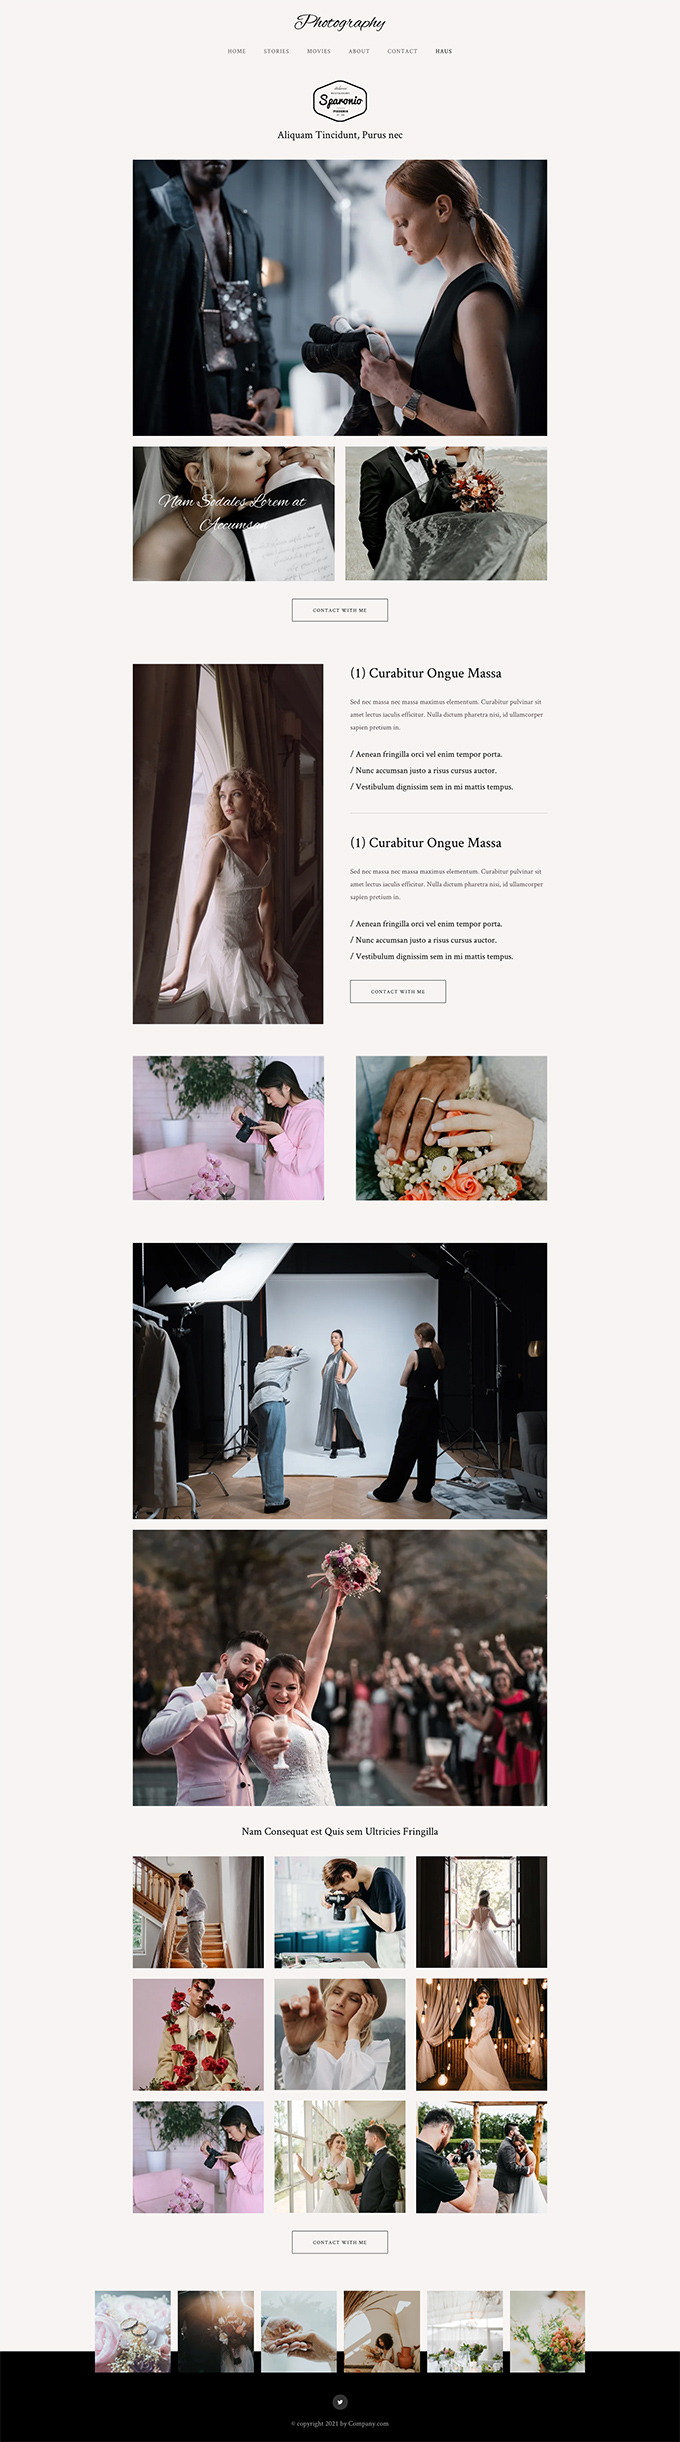 Photography
HOME STORIES MOVIES ABOUT CONTACT HAUS
RESTAURANT
Sparonio
PIZZERIA
Aliquam Tincidunt, Purus nec
Nam Sodales Lorem at
Accumsan
CONTACT WITH ME
(1) Curabitur Ongue Massa
Sed nec massa nec massa maximus elementum. Curabitur pulvinar sit
amet lectus iaculis efficitur. Nulla dictum pharetra nisi, id ullamcorper
sapien pretium in.
/ Aenean fringilla orci vel enim tempor porta.
/ Nunc accumsan justo a risus cursus auctor.
/ Vestibulum dignissim sem in mi mattis tempus.
(1) Curabitur Ongue Massa
Sed nec massa nec massa maximus elementum. Curabitur pulvinar sit
amet lectus iaculis efficitur. Nulla dictum pharetra nisi, id ullamcorper
sapien pretium in.
/ Aenean fringilla orci vel enim tempor porta.
/ Nunc accumsan justo a risus cursus auctor.
/ Vestibulum dignissim sem in mi mattis tempus.
CONTACT WITH ME
Nam Consequat est Quis sem Ultricies Fringilla
CONTACT WITH ME
© copyright 2021 by Company.com